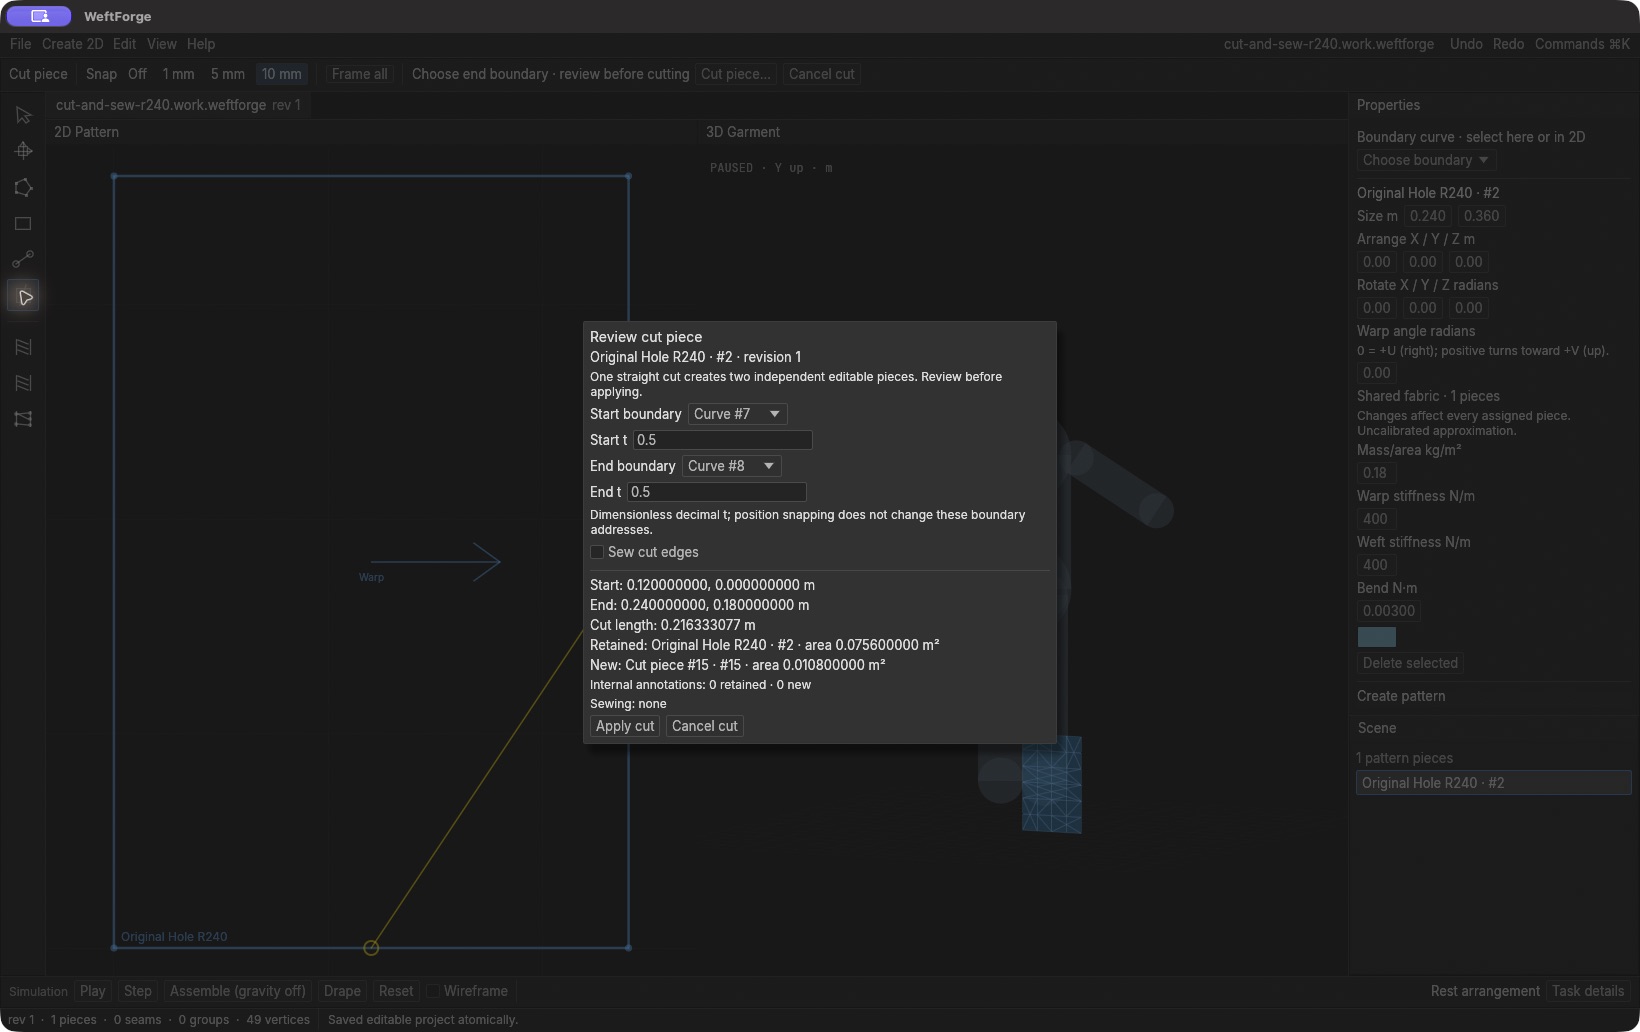 WeftForge
File Create 2D Edit View Help
cut-and-sew-r240.work.weftforge Undo Redo Commands ⌘K
Cut piece Snap Off 1 mm 5 mm 10 mm Frame all Choose end boundary · review before cutting Cut piece... Cancel cut
cut-and-sew-r240.work.weftforge rev 1
2D Pattern
3D Garment
PAUSED · Y up · m
Warp
Original Hole R240
Review cut piece
Original Hole R240 · #2 · revision 1
One straight cut creates two independent editable pieces. Review before
applying.
Start boundary Curve #7
Start t 0.5
End boundary Curve #8
End t 0.5
Dimensionless decimal t; position snapping does not change these boundary
addresses.
Sew cut edges
Start: 0.120000000, 0.000000000 m
End: 0.240000000, 0.180000000 m
Cut length: 0.216333077 m
Retained: Original Hole R240 · #2 · area 0.075600000 m²
New: Cut piece #15 · #15 · area 0.010800000 m²
Internal annotations: 0 retained · 0 new
Sewing: none
Apply cut Cancel cut
Properties
Boundary curve · select here or in 2D
Choose boundary
Original Hole R240 · #2
Size m 0.240 0.360
Arrange X / Y / Z m
0.00 0.00 0.00
Rotate X / Y / Z radians
0.00 0.00 0.00
Warp angle radians
0 = +U (right); positive turns toward +V (up).
0.00
Shared fabric · 1 pieces
Changes affect every assigned piece.
Uncalibrated approximation.
Mass/area kg/m²
0.18
Warp stiffness N/m
400
Weft stiffness N/m
400
Bend N·m
0.00300
Delete selected
Create pattern
Scene
1 pattern pieces
Original Hole R240 · #2
Simulation Play Step Assemble (gravity off) Drape Reset Wireframe
Rest arrangement Task details
rev 1 · 1 pieces · 0 seams · 0 groups · 49 vertices Saved editable project atomically.